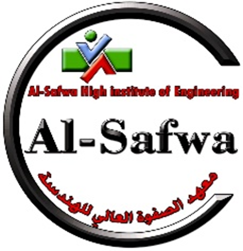 Al-Safwa High Institute of Engineering
Al-Safwa
معهد الصفوة العالي للهندسة